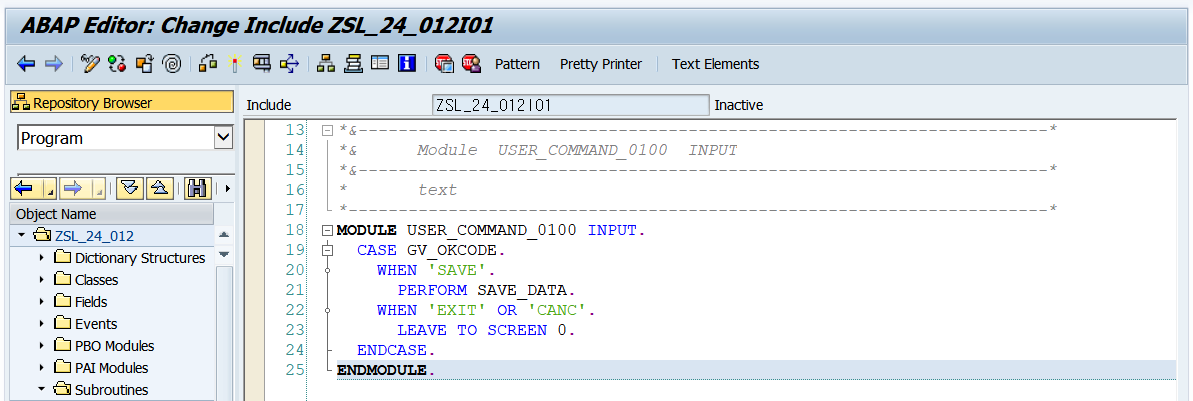 ABAP Editor: Change Include ZSL_24_012I01
Pattern Pretty Printer Text Elements
Repository Browser
Program
Object Name
ZSL_24_012
Dictionary Structures
Classes
Fields
Events
PBO Modules
PAI Modules
Subroutines
Include ZSL_24_012I01 Inactive
13 *&---------------------------------------------------------------------*
14 *&      Module  USER_COMMAND_0100  INPUT
15 *&---------------------------------------------------------------------*
16 *       text
17 *----------------------------------------------------------------------*
18 MODULE USER_COMMAND_0100 INPUT.
19   CASE GV_OKCODE.
20     WHEN 'SAVE'.
21       PERFORM SAVE_DATA.
22     WHEN 'EXIT' OR 'CANC'.
23       LEAVE TO SCREEN 0.
24   ENDCASE.
25 ENDMODULE.